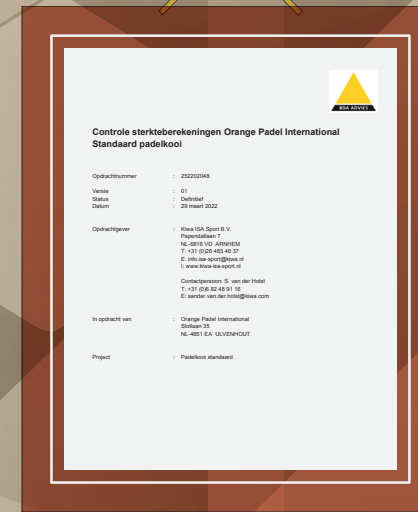 BDA ADVIES
Controle sterkteberekeningen Orange Padel International
Standaard padelkooi
Opdrachtnummer : 252202048
Versie : 01
Status : Definitief
Datum : 29 maart 2022
Opdrachtgever : Kiwa ISA Sport B.V.
Papendallaan 7
NL-6816 VD ARNHEM
T: +31 (0)26 483 46 37
E: info.isa-sport@kiwa.nl
I: www.kiwa-isa-sport.nl
Contactpersoon: S. van der Holst
T: +31 (0)6 82 48 91 16
E: sander.van.der.holst@kiwa.com
In opdracht van : Orange Padel International
Slotlaan 35
NL-4851 EA ULVENHOUT
Project : Padelkooi standaard